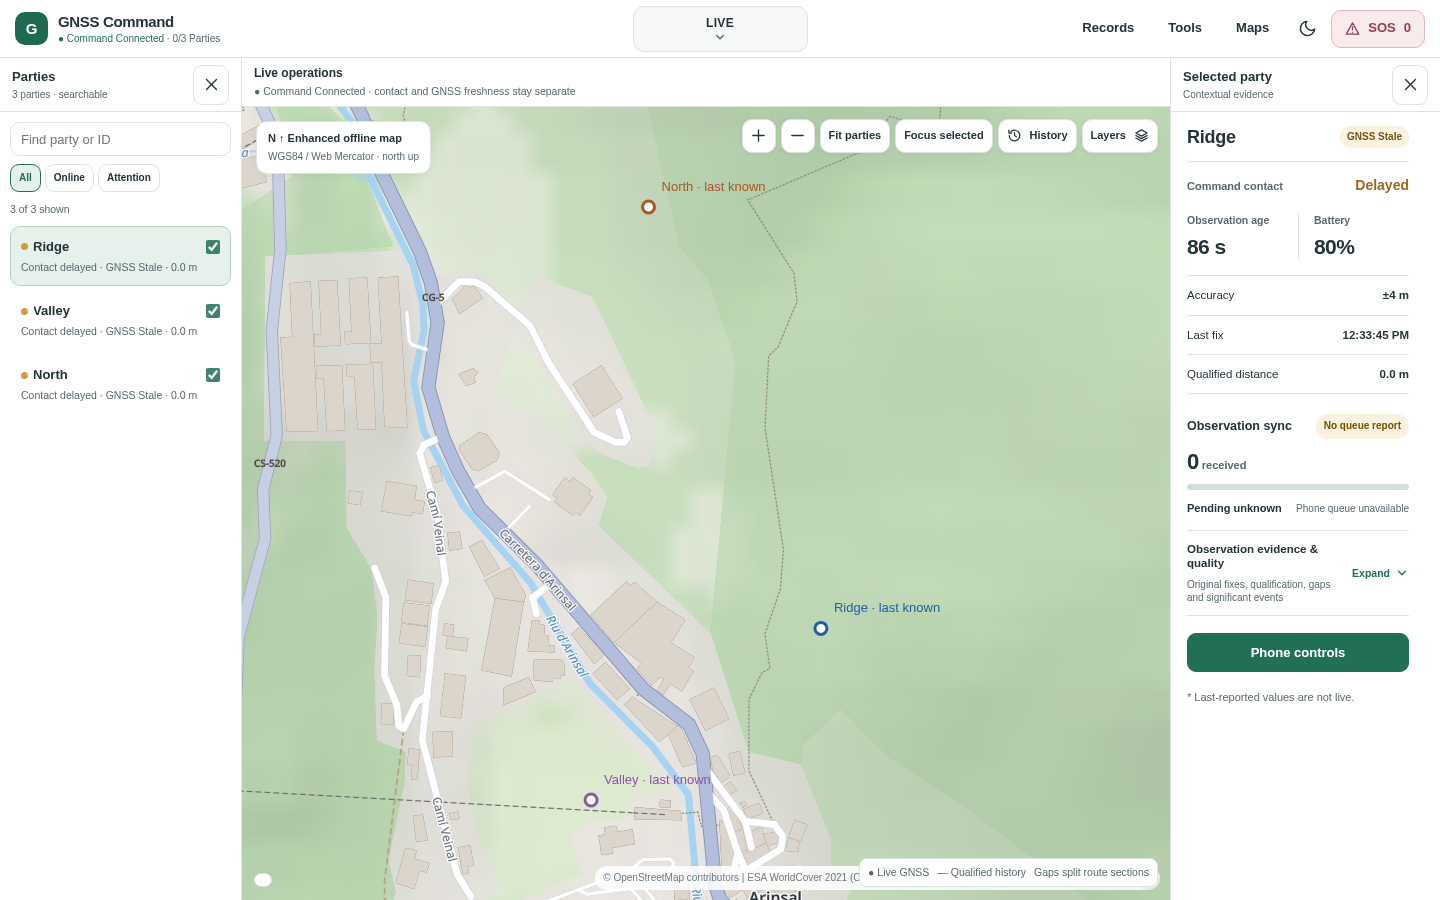 G
GNSS Command
● Command Connected · 0/3 Parties
LIVE
Records
Tools
Maps
SOS 0
Parties
3 parties · searchable
Find party or ID
All
Online
Attention
3 of 3 shown
Ridge
Contact delayed · GNSS Stale · 0.0 m
Valley
Contact delayed · GNSS Stale · 0.0 m
North
Contact delayed · GNSS Stale · 0.0 m
Live operations
● Command Connected · contact and GNSS freshness stay separate
N ↑ Enhanced offline map
WGS84 / Web Mercator · north up
Fit parties
Focus selected
History
Layers
North · last known
CG-5
CS-520
Camí Veïnal
Carretera d'Arinsal
Riu d'Arinsal
Ridge · last known
Valley · last known
Camí Veïnal
Arinsal
© OpenStreetMap contributors | ESA WorldCover 2021 (C
● Live GNSS — Qualified history Gaps split route sections
Selected party
Contextual evidence
Ridge
GNSS Stale
Command contact
Delayed
Observation age
Battery
86 s
80%
Accuracy
±4 m
Last fix
12:33:45 PM
Qualified distance
0.0 m
Observation sync
No queue report
0 received
Pending unknown
Phone queue unavailable
Observation evidence &
quality
Original fixes, qualification, gaps
and significant events
Expand
Phone controls
* Last-reported values are not live.